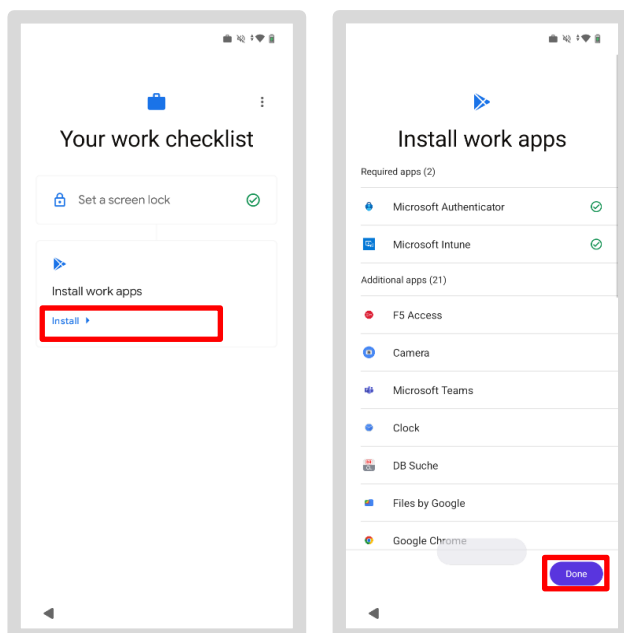 Your work checklist
Set a screen lock
Install work apps
Install
Install work apps
Required apps (2)
Microsoft Authenticator
Microsoft Intune
Additional apps (21)
F5 Access
Camera
Microsoft Teams
Clock
DB Suche
Files by Google
Google Chrome
Done